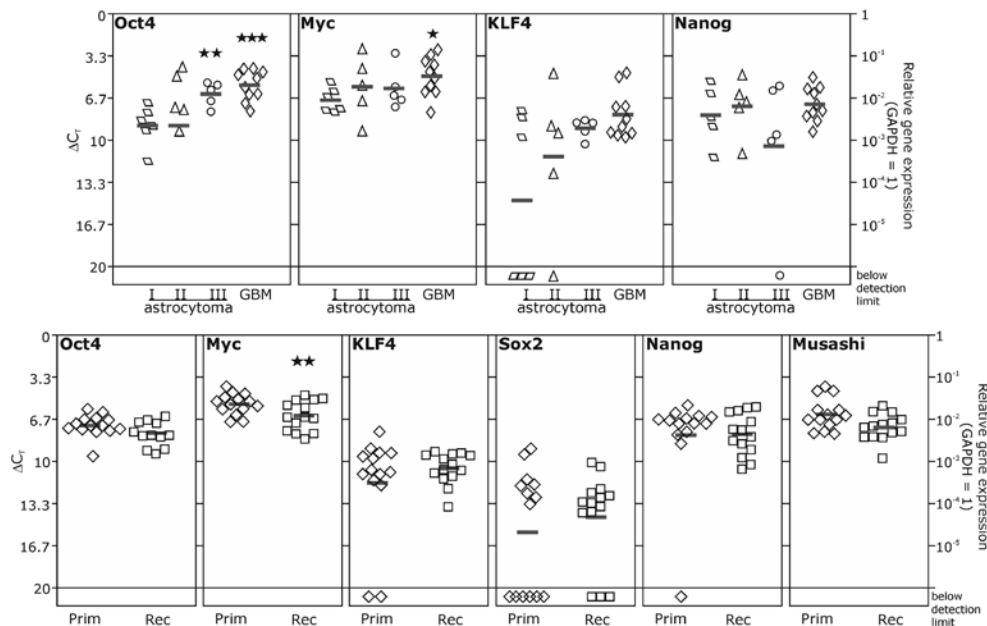 Oct4 Myc KLF4 Nanog
0 1
★★ ★★★ ★
3.3 10⁻¹
6.7 10⁻²
10 10⁻³
13.3 10⁻⁴
16.7 10⁻⁵
20
ΔCT
Relative gene expression
(GAPDH = 1)
below
detection
limit
I II III GBM I II III GBM I II III GBM I II III GBM
astrocytoma astrocytoma astrocytoma astrocytoma
Oct4 Myc KLF4 Sox2 Nanog Musashi
0 1
★★
3.3 10⁻¹
6.7 10⁻²
10 10⁻³
13.3 10⁻⁴
16.7 10⁻⁵
20
ΔCT
Relative gene expression
(GAPDH = 1)
below
detection
limit
Prim Rec Prim Rec Prim Rec Prim Rec Prim Rec Prim Rec